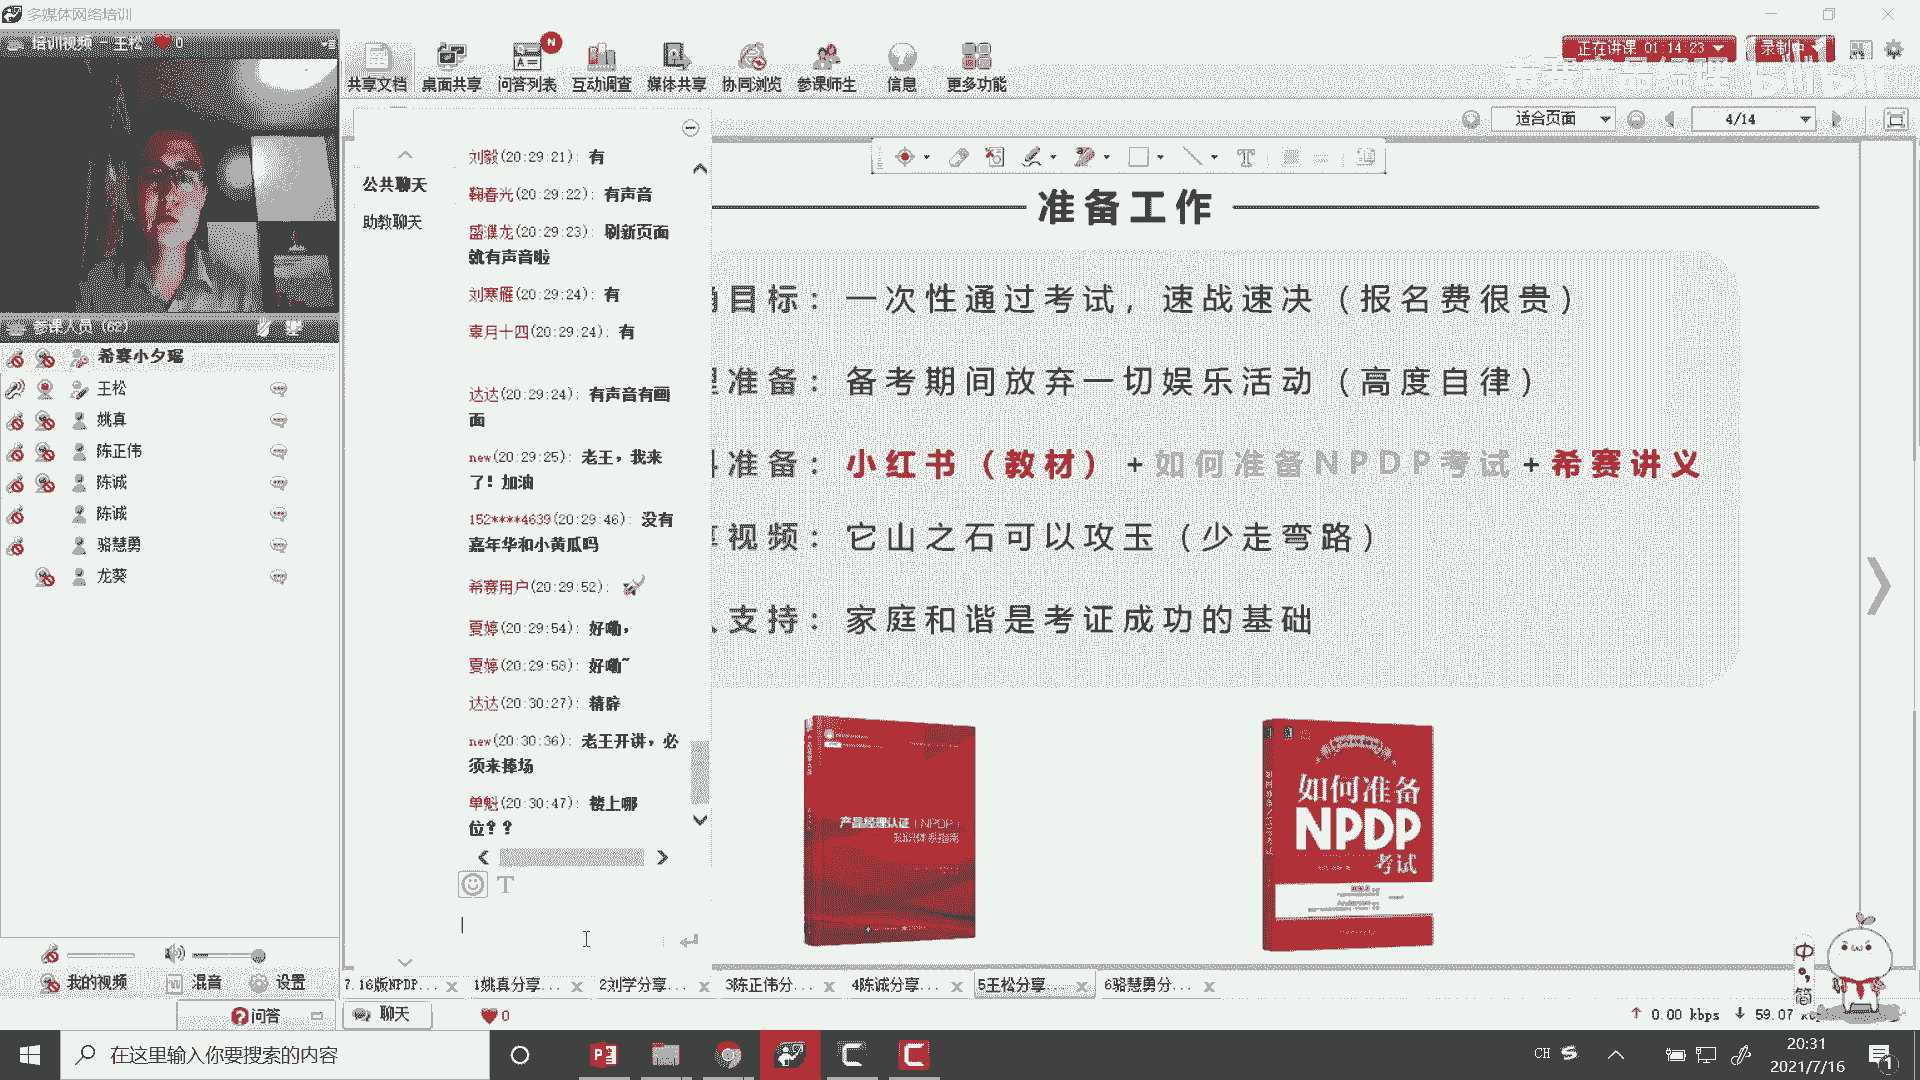 多媒体网络培训
培训视频 - 王松 0
共享文档 桌面共享 问答列表 互动调查 媒体共享 协同浏览 参课师生 信息 更多功能
正在讲课 01:14:23
录制中
适合页面
4/14
公共聊天
助教聊天
刘毅(20:29:21): 有
鞠春光(20:29:22): 有声音
盛濮龙(20:29:23): 刷新页面
就有声音啦
刘寒雁(20:29:24): 有
辜月十四(20:29:24): 有
达达(20:29:24): 有声音有画
面
new(20:29:25): 老王，我来
了！加油
152****4639(20:29:46): 没有
嘉年华和小黄瓜吗
希赛用户(20:29:52):
夏婷(20:29:54): 好嘞，
夏婷(20:29:58): 好嘞~
达达(20:30:27): 精辟
new(20:30:36): 老王开讲，必
须来捧场
单魁(20:30:47): 楼上哪
位？？
参课人员 (62)
希赛小夕瑶
王松
姚真
陈正伟
陈诚
陈诚
骆慧勇
龙葵
我的视频 混音 设置
问答
聊天
0
准备工作
目标：一次性通过考试，速战速决（报名费很贵）
准备：备考期间放弃一切娱乐活动（高度自律）
准备：小红书（教材）+如何准备NPDP考试+希赛讲义
视频：它山之石可以攻玉（少走弯路）
支持：家庭和谐是考证成功的基础
产品经理认证（NPDP）
知识体系指南
如何准备
NPDP
考试
7.16版NPDP... 1姚真分享... 2刘学分享... 3陈正伟分... 4陈诚分享... 5王松分享... 6骆慧勇分...
中
简
0.00 kbps 59.07
在这里输入你要搜索的内容
CH
20:31
2021/7/16
1